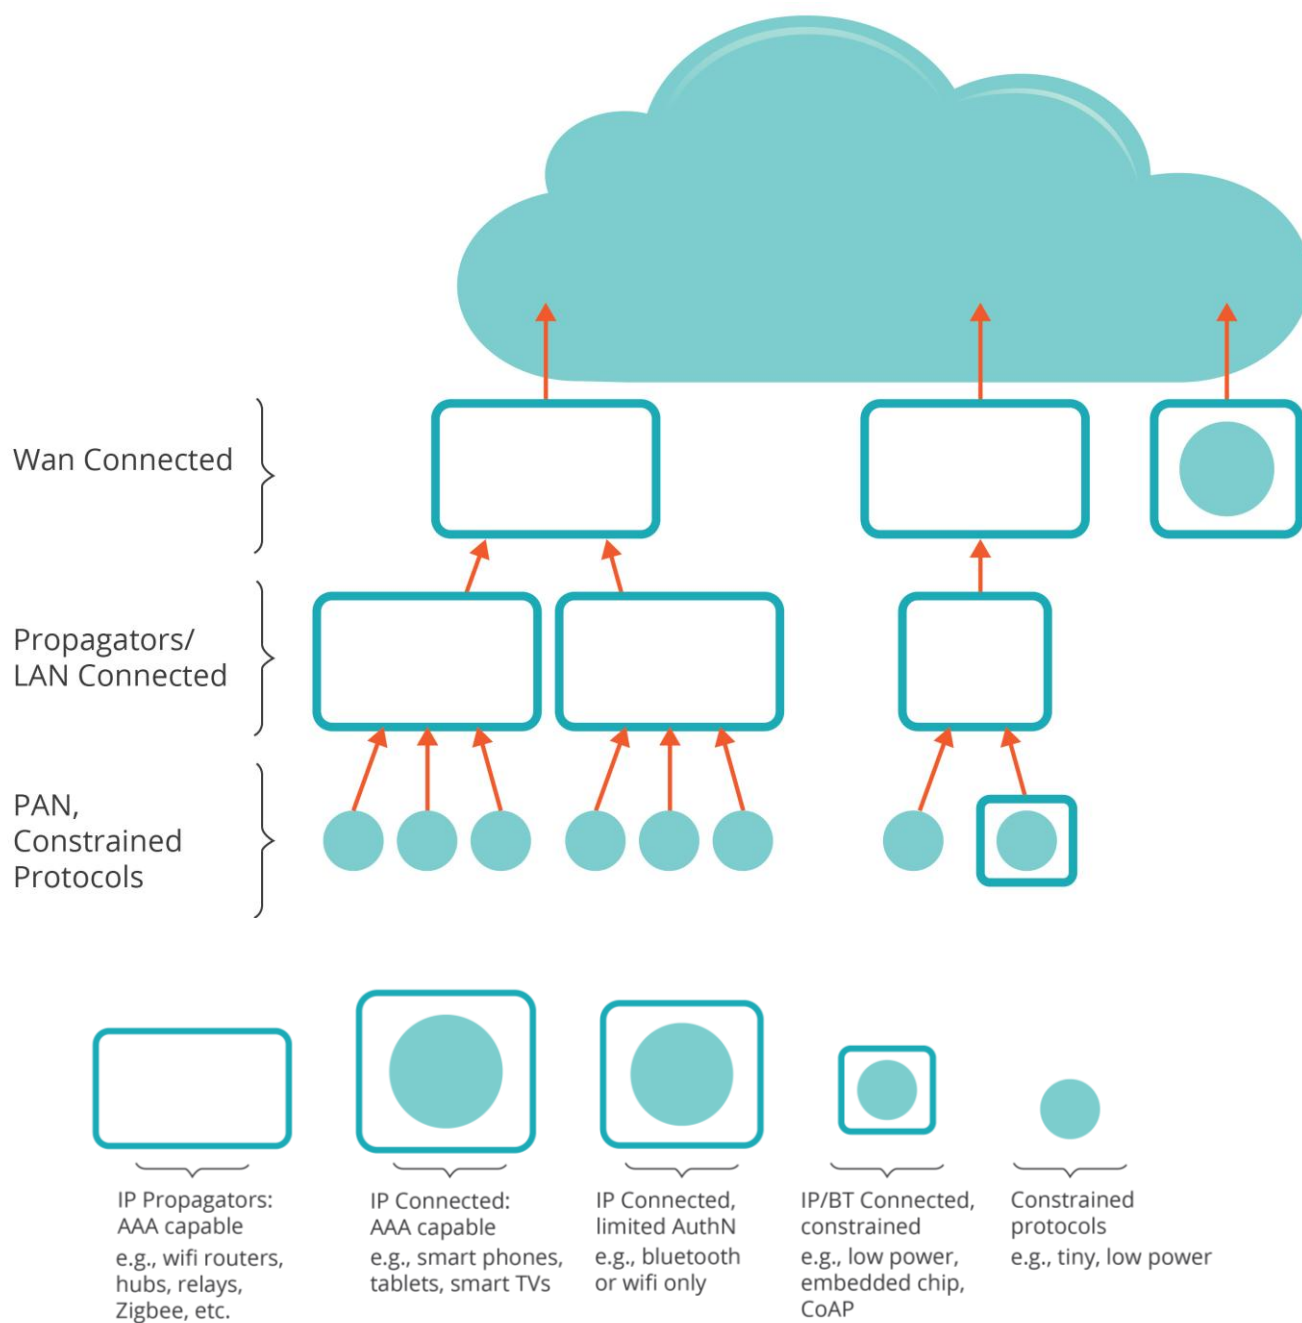 Wan Connected
Propagators/
LAN Connected
PAN,
Constrained
Protocols
IP Propagators:
AAA capable
e.g., wifi routers,
hubs, relays,
Zigbee, etc.
IP Connected:
AAA capable
e.g., smart phones,
tablets, smart TVs
IP Connected,
limited AuthN
e.g., bluetooth
or wifi only
IP/BT Connected,
constrained
e.g., low power,
embedded chip,
CoAP
Constrained
protocols
e.g., tiny, low power